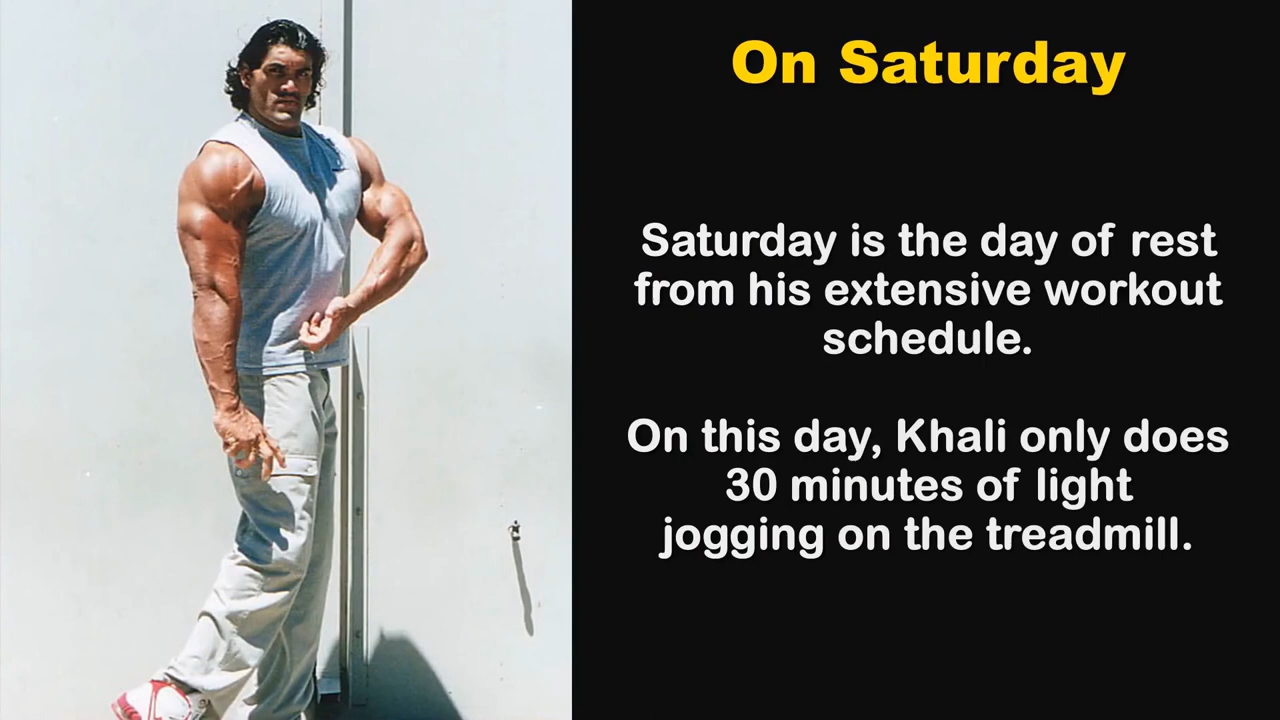 On Saturday
Saturday is the day of rest
from his extensive workout
schedule.
On this day, Khali only does
30 minutes of light
jogging on the treadmill.